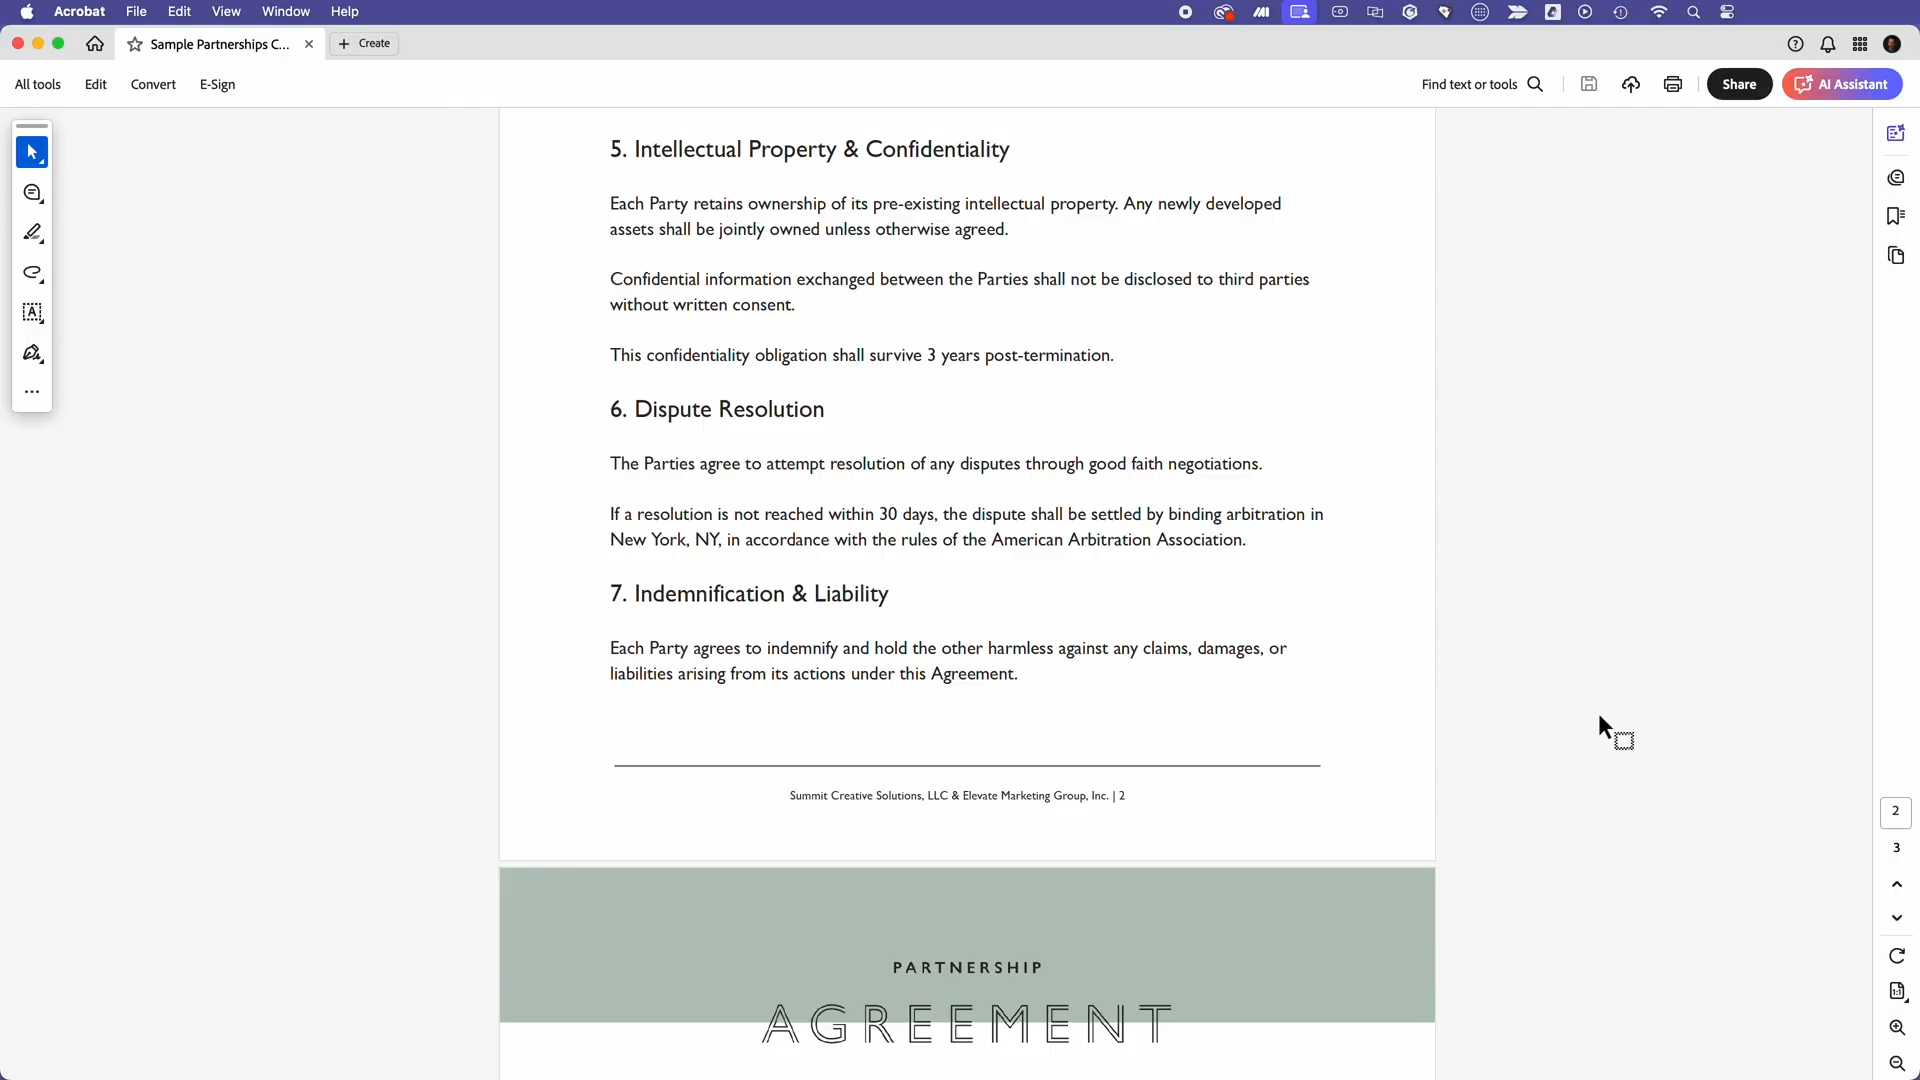 Acrobat File Edit View Window Help
Sample Partnerships C... Create
All tools Edit Convert E-Sign Find text or tools Share AI Assistant
5. Intellectual Property & Confidentiality
Each Party retains ownership of its pre-existing intellectual property. Any newly developed
assets shall be jointly owned unless otherwise agreed.
Confidential information exchanged between the Parties shall not be disclosed to third parties
without written consent.
This confidentiality obligation shall survive 3 years post-termination.
6. Dispute Resolution
The Parties agree to attempt resolution of any disputes through good faith negotiations.
If a resolution is not reached within 30 days, the dispute shall be settled by binding arbitration in
New York, NY, in accordance with the rules of the American Arbitration Association.
7. Indemnification & Liability
Each Party agrees to indemnify and hold the other harmless against any claims, damages, or
liabilities arising from its actions under this Agreement.
Summit Creative Solutions, LLC & Elevate Marketing Group, Inc. | 2
2
3
PARTNERSHIP
AGREEMENT